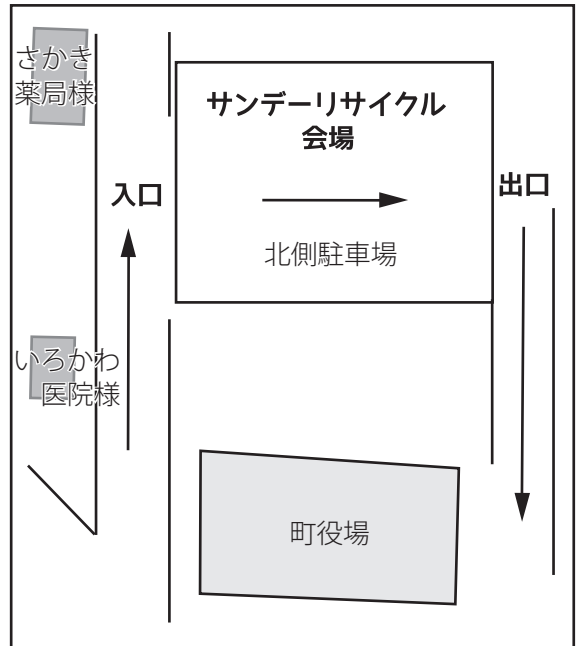 さかき
薬局様
サンデーリサイクル
会場
入口
出口
北側駐車場
いろかわ
医院様
町役場